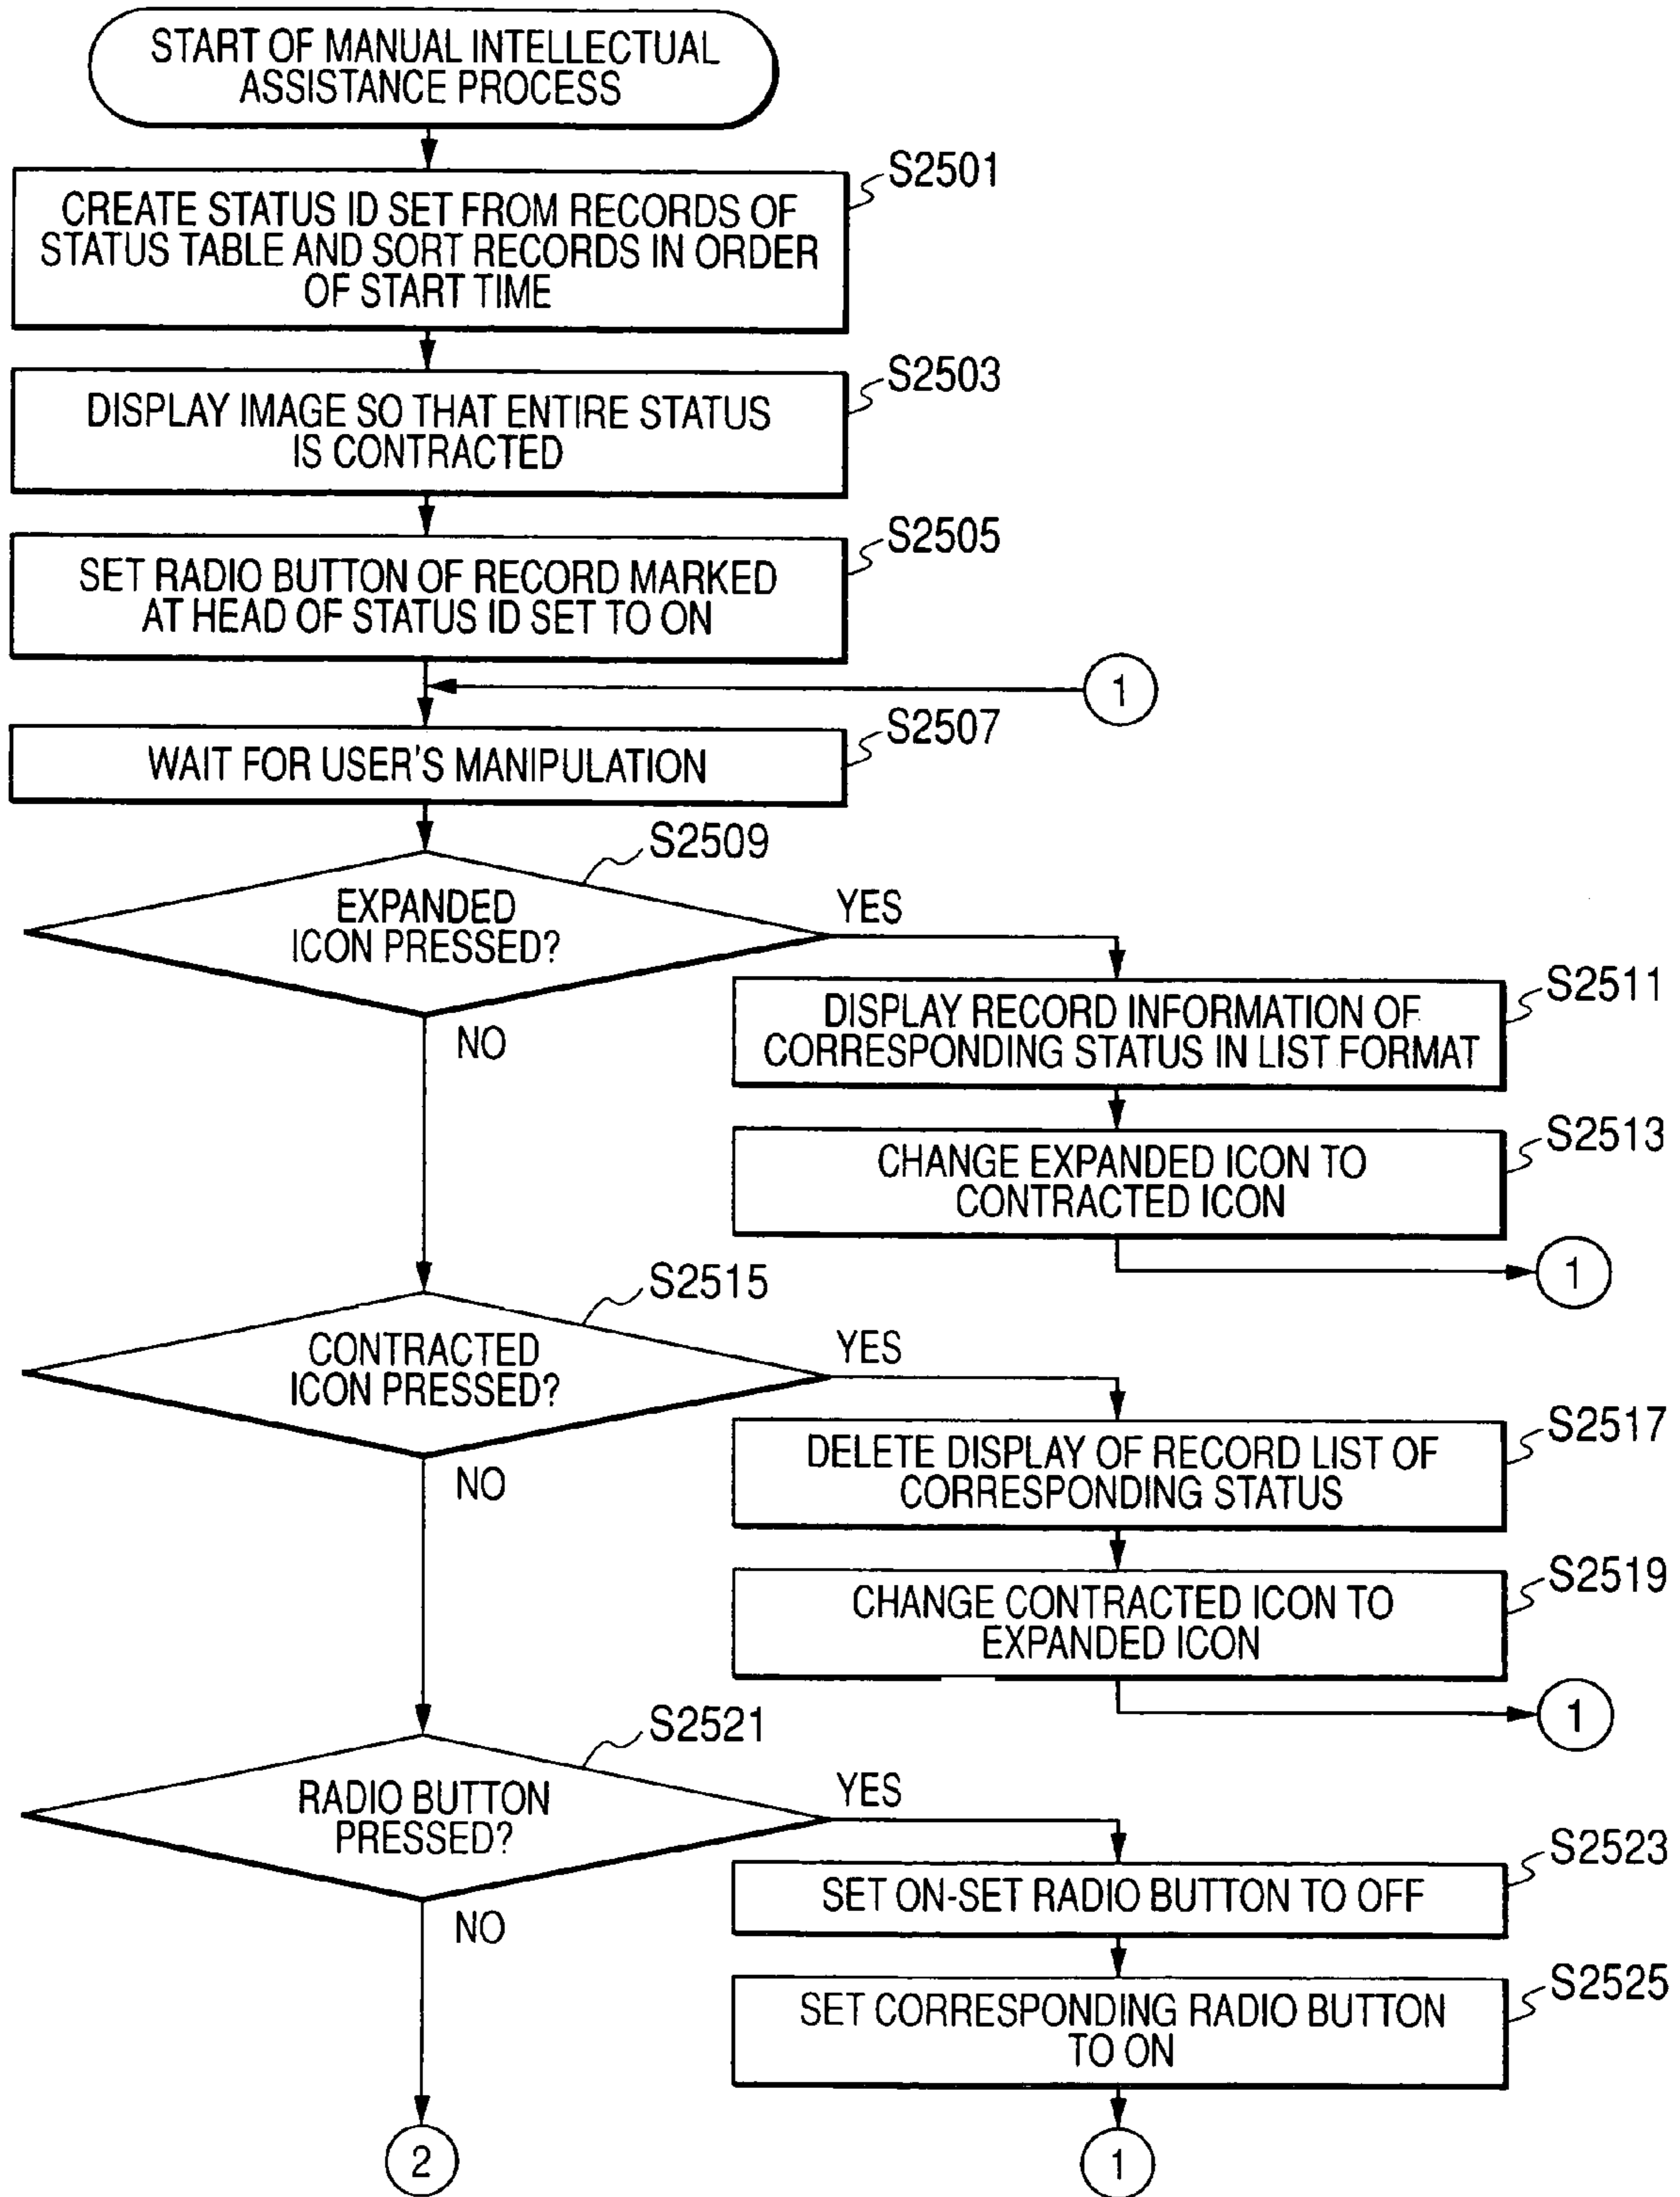 START OF MANUAL INTELLECTUAL
ASSISTANCE PROCESS
S2501
CREATE STATUS ID SET FROM RECORDS OF
STATUS TABLE AND SORT RECORDS IN ORDER
OF START TIME
S2503
DISPLAY IMAGE SO THAT ENTIRE STATUS
IS CONTRACTED
S2505
SET RADIO BUTTON OF RECORD MARKED
AT HEAD OF STATUS ID SET TO ON
1
S2507
WAIT FOR USER'S MANIPULATION
S2509
EXPANDED
ICON PRESSED?
YES
NO
S2511
DISPLAY RECORD INFORMATION OF
CORRESPONDING STATUS IN LIST FORMAT
S2513
CHANGE EXPANDED ICON TO
CONTRACTED ICON
1
S2515
CONTRACTED
ICON PRESSED?
YES
NO
S2517
DELETE DISPLAY OF RECORD LIST OF
CORRESPONDING STATUS
S2519
CHANGE CONTRACTED ICON TO
EXPANDED ICON
1
S2521
RADIO BUTTON
PRESSED?
YES
NO
S2523
SET ON-SET RADIO BUTTON TO OFF
S2525
SET CORRESPONDING RADIO BUTTON
TO ON
2
1